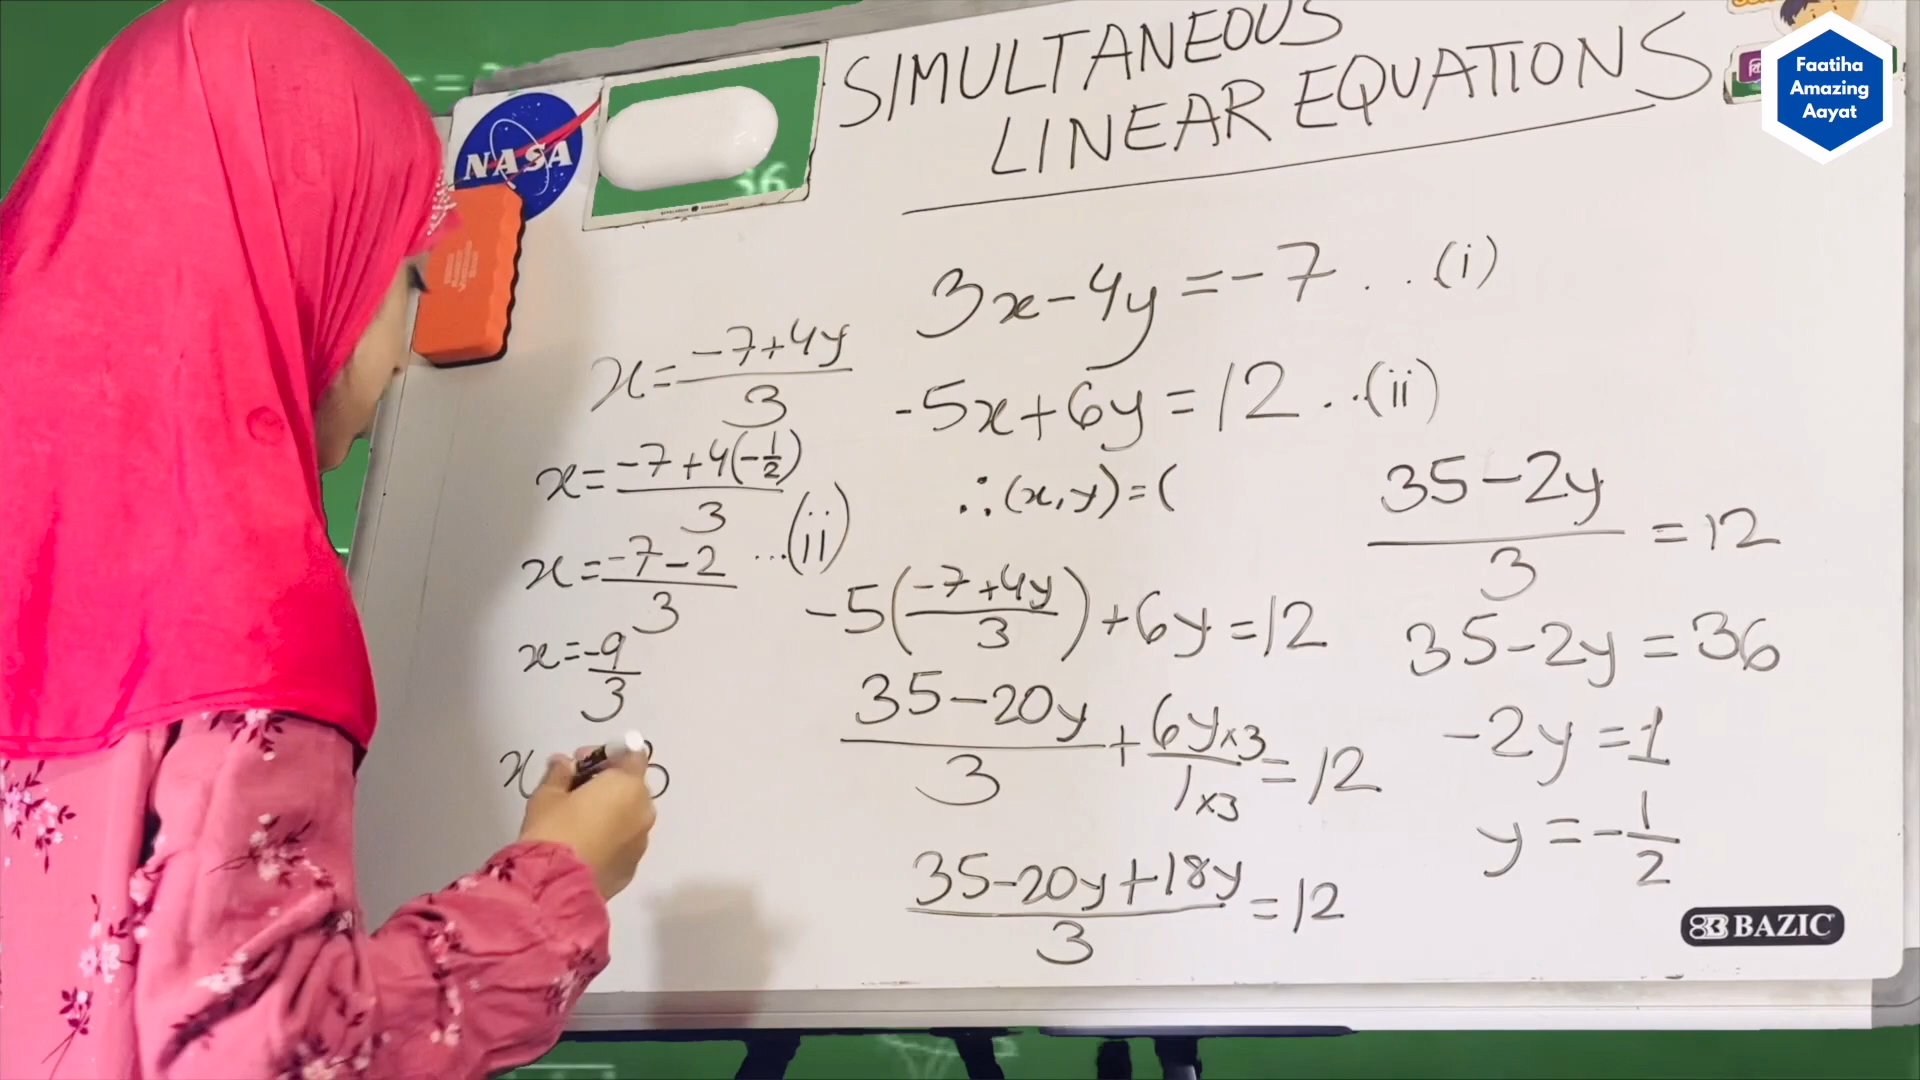 SIMULTANEOUS
LINEAR EQUATIONS
Faatiha
Amazing
Aayat
NASA
56
3x-4y=-7 ...(i)
-5x+6y=12 ...(ii)
∴(x,y)=(
x=-7+4y
3
x=-7+4(-1/2)
3
x=-7-2 ...(ii)
3
x=-9
3
x 3
-5(-7+4y/3)+6y=12
35-20y/3+6y×3/1×3=12
35-20y+18y/3=12
35-2y/3=12
35-2y=36
-2y=1
y=-1/2
BAZIC